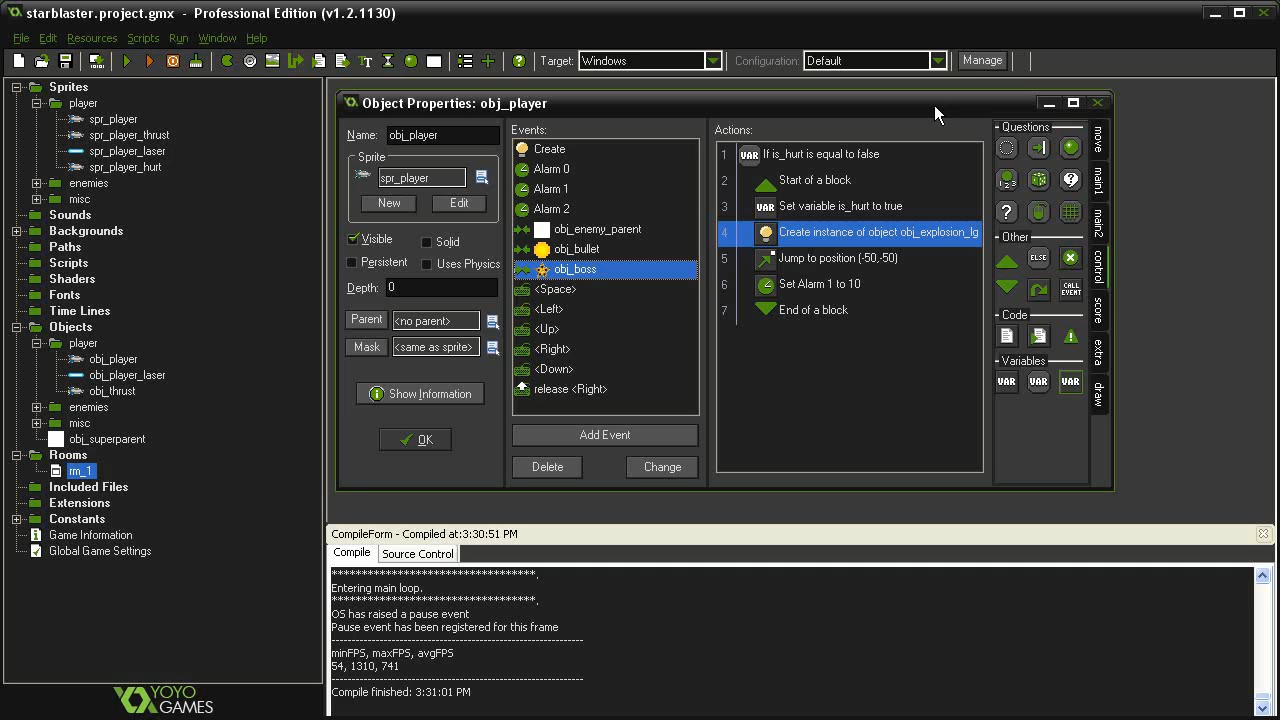 starblaster.project.gmx - Professional Edition (v1.2.1130)
File Edit Resources Scripts Run Window Help
Target: Windows Configuration: Default Manage
Sprites
player
spr_player
spr_player_thrust
spr_player_laser
spr_player_hurt
enemies
misc
Sounds
Backgrounds
Paths
Scripts
Shaders
Fonts
Time Lines
Objects
player
obj_player
obj_player_laser
obj_thrust
enemies
misc
obj_superparent
Rooms
rm_1
Included Files
Extensions
Constants
Game Information
Global Game Settings
YOYO
GAMES
Object Properties: obj_player
Name: obj_player
Sprite
spr_player
New Edit
Visible Solid
Persistent Uses Physics
Depth: 0
Parent <no parent>
Mask <same as sprite>
Show Information
OK
Events:
Create
Alarm 0
Alarm 1
Alarm 2
obj_enemy_parent
obj_bullet
obj_boss
<Space>
<Left>
<Up>
<Right>
<Down>
release <Right>
Add Event
Delete Change
Actions:
1 VAR If is_hurt is equal to false
2 Start of a block
3 VAR Set variable is_hurt to true
4 Create instance of object obj_explosion_lg
5 Jump to position (-50,-50)
6 Set Alarm 1 to 10
7 End of a block
Questions
Other
ELSE
CALL
EVENT
Code
Variables
VAR VAR VAR
move
main1
main2
control
score
extra
draw
CompileForm - Compiled at:3:30:51 PM
Compile Source Control
***********************************.
Entering main loop.
***********************************.
OS has raised a pause event
Pause event has been registered for this frame
------------------------------------------------------------
minFPS, maxFPS, avgFPS
54, 1310, 741
------------------------------------------------------------
Compile finished: 3:31:01 PM